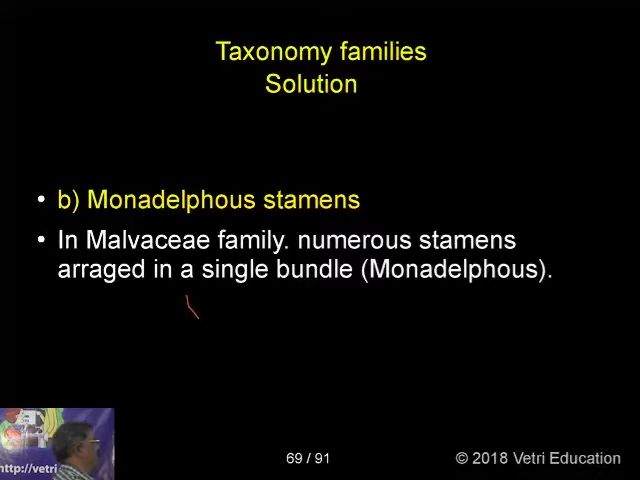 Taxonomy families
Solution
• b) Monadelphous stamens
• In Malvaceae family. numerous stamens
arraged in a single bundle (Monadelphous).
http://vetri
69 / 91
© 2018 Vetri Education